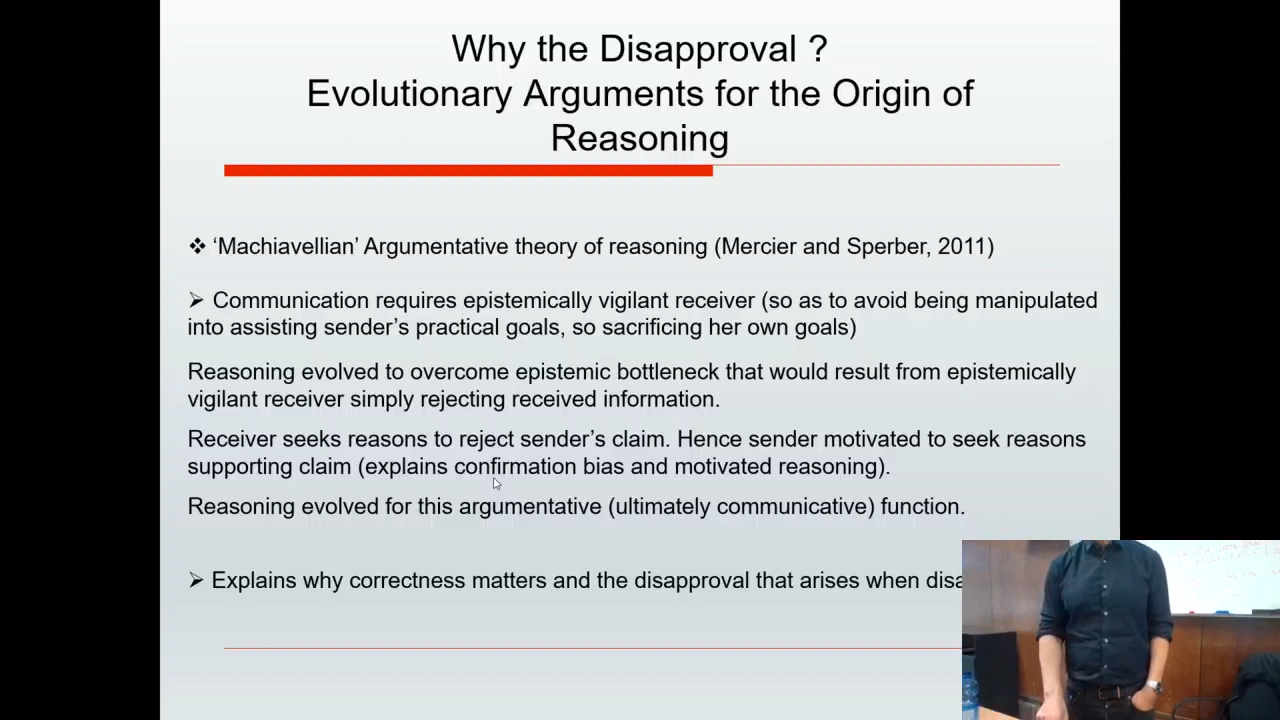 Why the Disapproval ?
Evolutionary Arguments for the Origin of
Reasoning
❖ ‘Machiavellian’ Argumentative theory of reasoning (Mercier and Sperber, 2011)
➢ Communication requires epistemically vigilant receiver (so as to avoid being manipulated
into assisting sender’s practical goals, so sacrificing her own goals)
Reasoning evolved to overcome epistemic bottleneck that would result from epistemically
vigilant receiver simply rejecting received information.
Receiver seeks reasons to reject sender’s claim. Hence sender motivated to seek reasons
supporting claim (explains confirmation bias and motivated reasoning).
Reasoning evolved for this argumentative (ultimately communicative) function.
➢ Explains why correctness matters and the disapproval that arises when